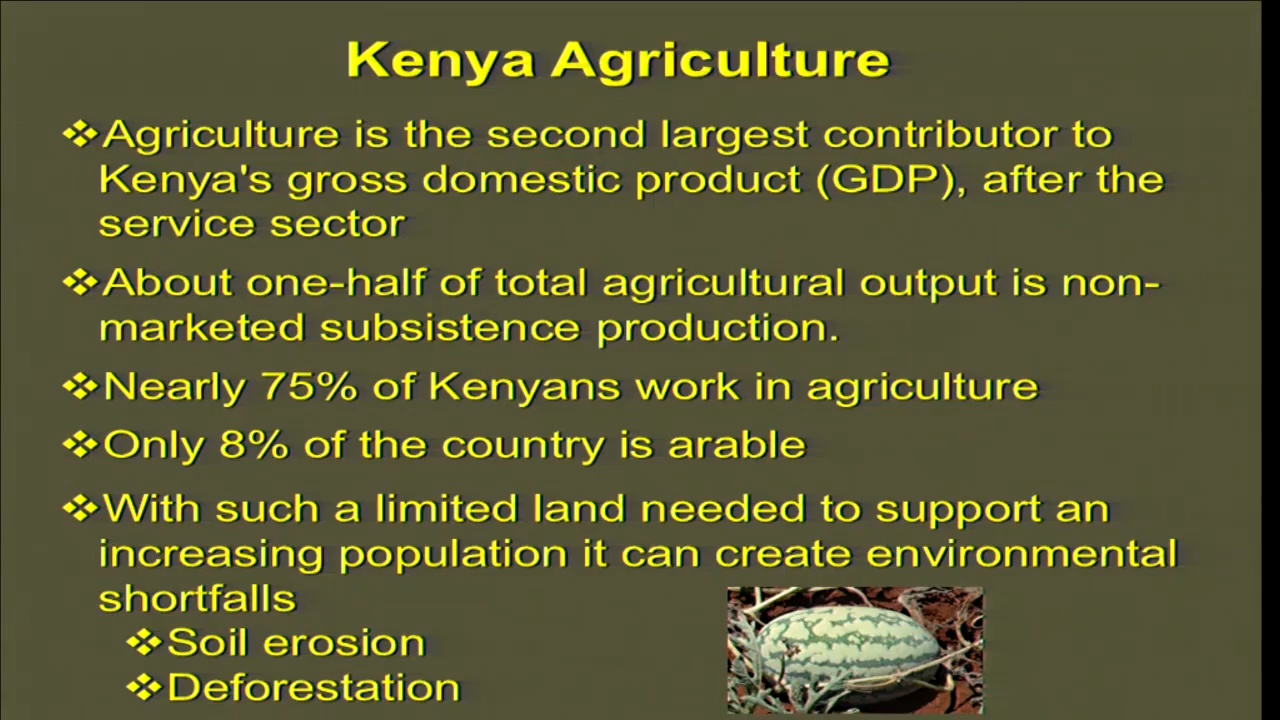 Kenya Agriculture
❖Agriculture is the second largest contributor to
Kenya's gross domestic product (GDP), after the
service sector
❖About one-half of total agricultural output is non-
marketed subsistence production.
❖Nearly 75% of Kenyans work in agriculture
❖Only 8% of the country is arable
❖With such a limited land needed to support an
increasing population it can create environmental
shortfalls
❖Soil erosion
❖Deforestation